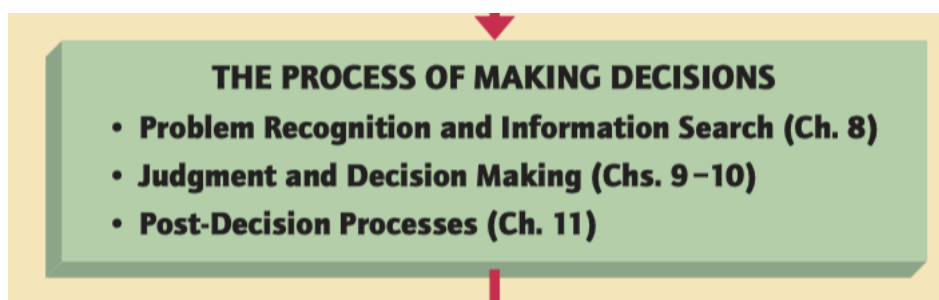 THE PROCESS OF MAKING DECISIONS
• Problem Recognition and Information Search (Ch. 8)
• Judgment and Decision Making (Chs. 9–10)
• Post-Decision Processes (Ch. 11)